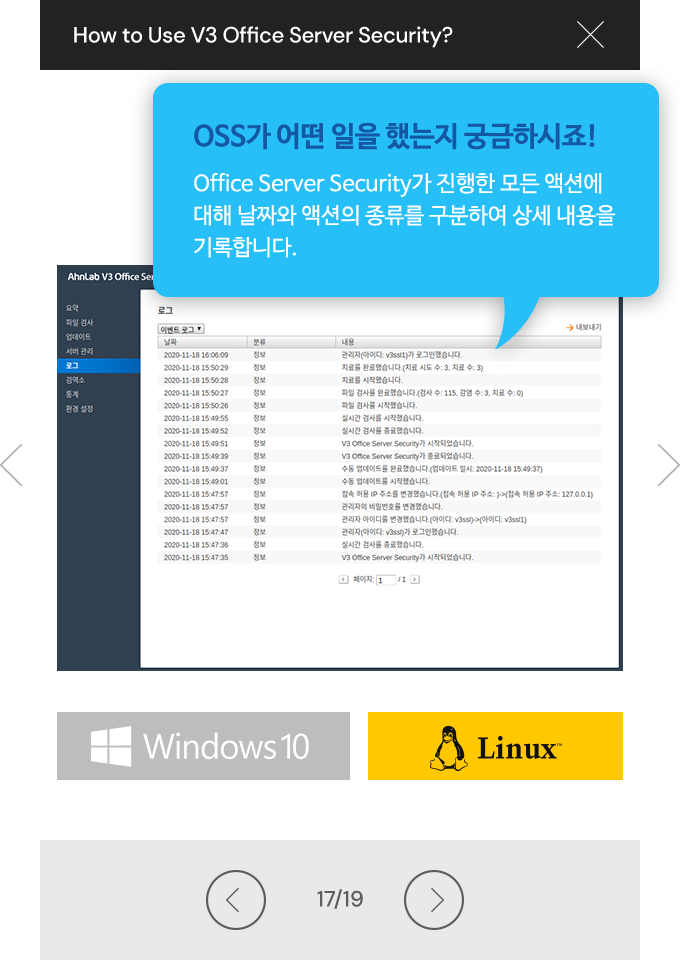 How to Use V3 Office Server Security?
OSS가 어떤 일을 했는지 궁금하시죠!
Office Server Security가 진행한 모든 액션에
대해 날짜와 액션의 종류를 구분하여 상세 내용을
기록합니다.
AhnLab V3 Office Ser
요약
파일 검사
업데이트
서버 관리
로그
검역소
통계
환경 설정
로그
이벤트 로그 ▼
내보내기
날짜 분류 내용
2020-11-18 16:06:09 정보 관리자(아이디: v3ssl1)가 로그인했습니다.
2020-11-18 15:50:29 정보 치료를 완료했습니다.(치료 시도 수: 3, 치료 수: 3)
2020-11-18 15:50:28 정보 치료를 시작했습니다.
2020-11-18 15:50:27 정보 파일 검사를 완료했습니다.(검사 수: 115, 감염 수: 3, 치료 수: 0)
2020-11-18 15:50:26 정보 파일 검사를 시작했습니다.
2020-11-18 15:49:55 정보 실시간 검사를 시작했습니다.
2020-11-18 15:49:52 정보 실시간 검사를 종료했습니다.
2020-11-18 15:49:51 정보 V3 Office Server Security가 시작되었습니다.
2020-11-18 15:49:39 정보 V3 Office Server Security가 종료되었습니다.
2020-11-18 15:49:37 정보 수동 업데이트를 완료했습니다.(업데이트 일시: 2020-11-18 15:49:37)
2020-11-18 15:49:01 정보 수동 업데이트를 시작했습니다.
2020-11-18 15:47:57 정보 접속 허용 IP 주소를 변경했습니다.(접속 허용 IP 주소: )->(접속 허용 IP 주소: 127.0.0.1)
2020-11-18 15:47:57 정보 관리자의 비밀번호를 변경했습니다.
2020-11-18 15:47:57 정보 관리자 아이디를 변경했습니다.(아이디: v3ssl)->(아이디: v3ssl1)
2020-11-18 15:47:47 정보 관리자(아이디: v3ssl)가 로그인했습니다.
2020-11-18 15:47:36 정보 실시간 검사를 종료했습니다.
2020-11-18 15:47:35 정보 V3 Office Server Security가 시작되었습니다.
페이지: 1 / 1
Windows 10
Linux™
17/19